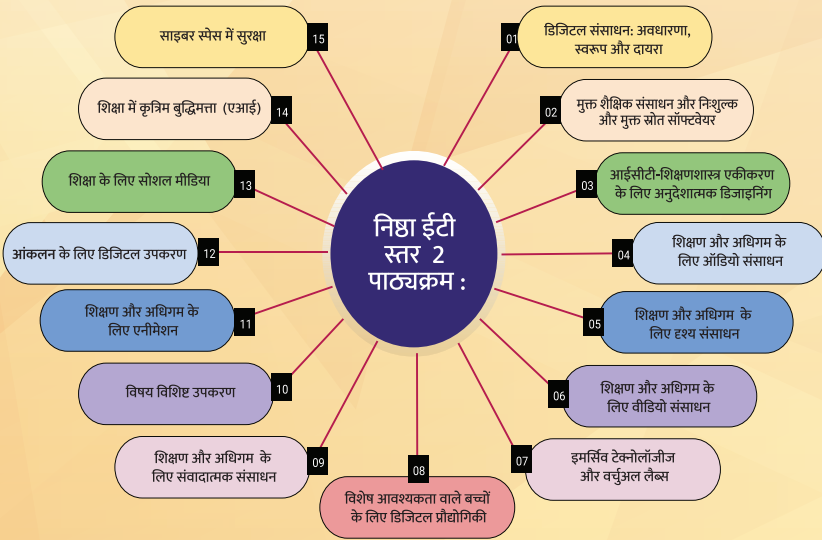 निष्ठा ईटी
स्तर 2
पाठ्यक्रम :
01
डिजिटल संसाधन: अवधारणा,
स्वरूप और दायरा
02
मुक्त शैक्षिक संसाधन और निःशुल्क
और मुक्त स्रोत सॉफ्टवेयर
03
आईसीटी-शिक्षणशास्त्र एकीकरण
के लिए अनुदेशात्मक डिजाइनिंग
04
शिक्षण और अधिगम के
लिए ऑडियो संसाधन
05
शिक्षण और अधिगम के
लिए दृश्य संसाधन
06
शिक्षण और अधिगम के
लिए वीडियो संसाधन
07
इमर्सिव टेक्नोलॉजीज
और वर्चुअल लैब्स
08
विशेष आवश्यकता वाले बच्चों
के लिए डिजिटल प्रौद्योगिकी
09
शिक्षण और अधिगम के
लिए संवादात्मक संसाधन
10
विषय विशिष्ट उपकरण
11
शिक्षण और अधिगम के
लिए एनीमेशन
12
आंकलन के लिए डिजिटल उपकरण
13
शिक्षा के लिए सोशल मीडिया
14
शिक्षा में कृत्रिम बुद्धिमत्ता (एआई)
15
साइबर स्पेस में सुरक्षा